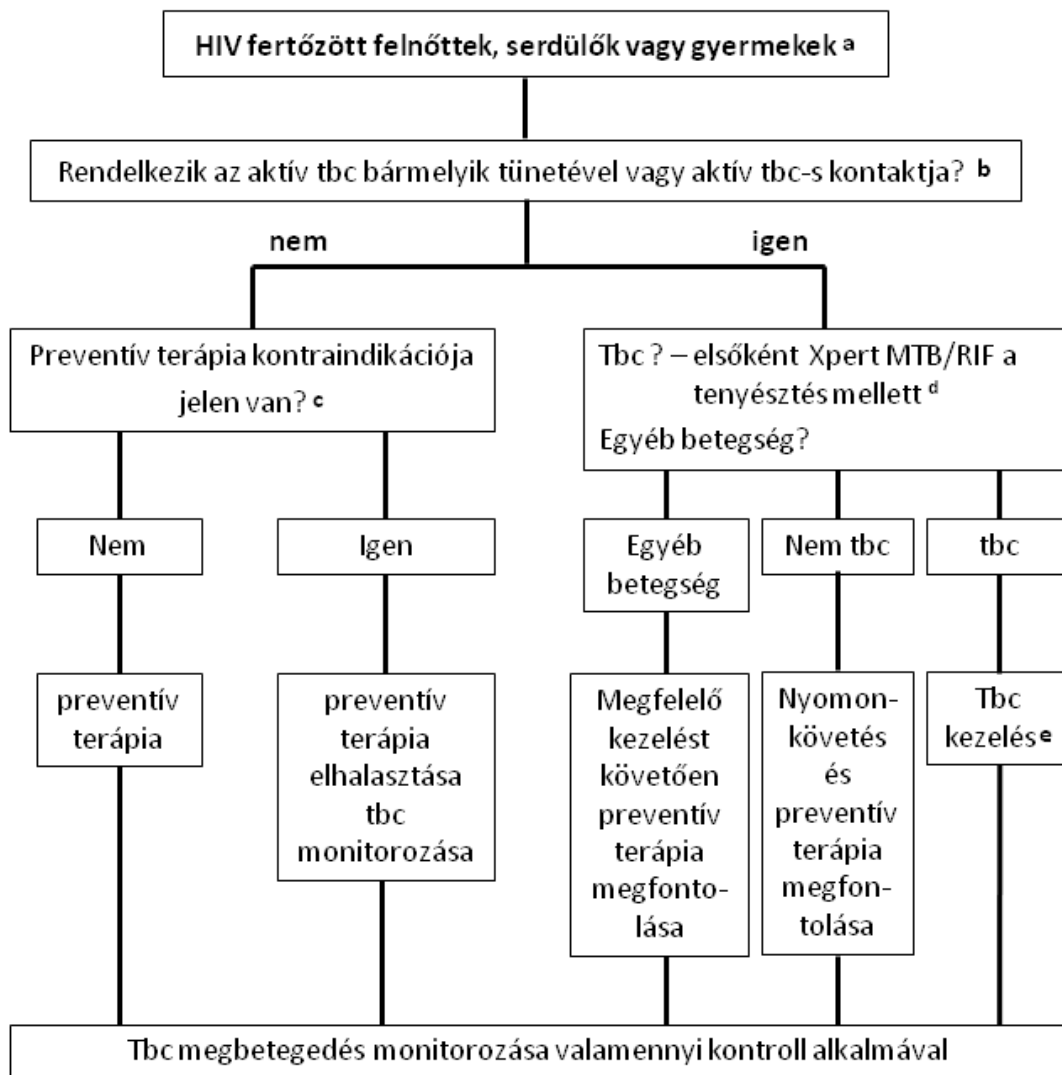 HIV fertőzött felnőttek, serdülők vagy gyermekek a
Rendelkezik az aktív tbc bármelyik tünetével vagy aktív tbc-s kontaktja? b
nem
igen
Preventív terápia kontraindikációja
jelen van? c
Tbc ? – elsőként Xpert MTB/RIF a
tenyésztés mellett d
Egyéb betegség?
Nem
Igen
Egyéb
betegség
Nem tbc
tbc
preventív
terápia
preventív
terápia
elhalasztása
tbc
monitorozása
Megfelelő
kezelést
követően
preventív
terápia
megfonto-
lása
Nyomon-
követés
és
preventív
terápia
megfon-
tolása
Tbc
kezelés e
Tbc megbetegedés monitorozása valamennyi kontroll alkalmával